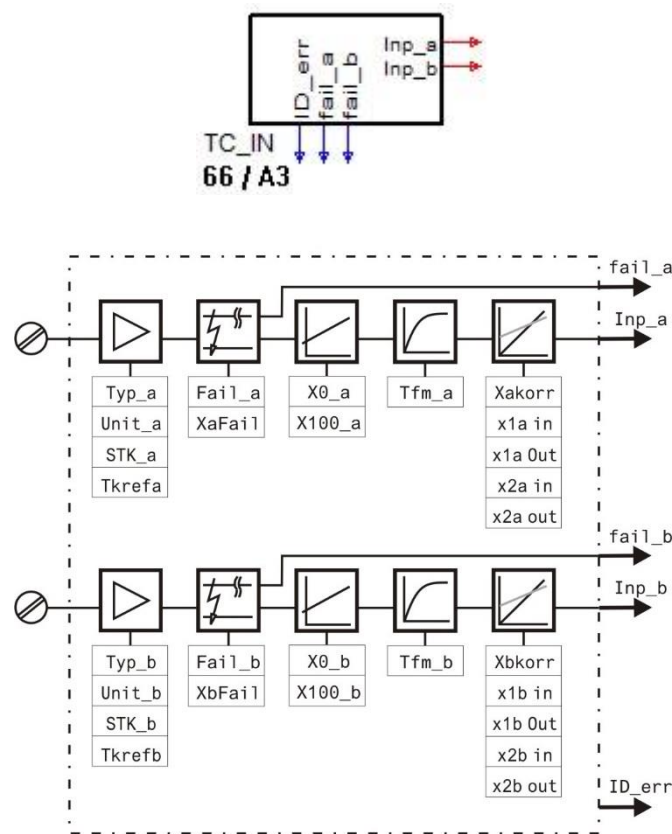 Inp_a
Inp_b
ID_err
fail_a
fail_b
TC_IN
66 / A3
fail_a
Inp_a
Typ_a
Unit_a
STK_a
Tkrefa
Fail_a
XaFail
X0_a
X100_a
Tfm_a
Xakorr
x1a in
x1a Out
x2a in
x2a out
fail_b
Inp_b
Typ_b
Unit_b
STK_b
Tkrefb
Fail_b
XbFail
X0_b
X100_b
Tfm_b
Xbkorr
x1b in
x1b Out
x2b in
x2b out
ID_err